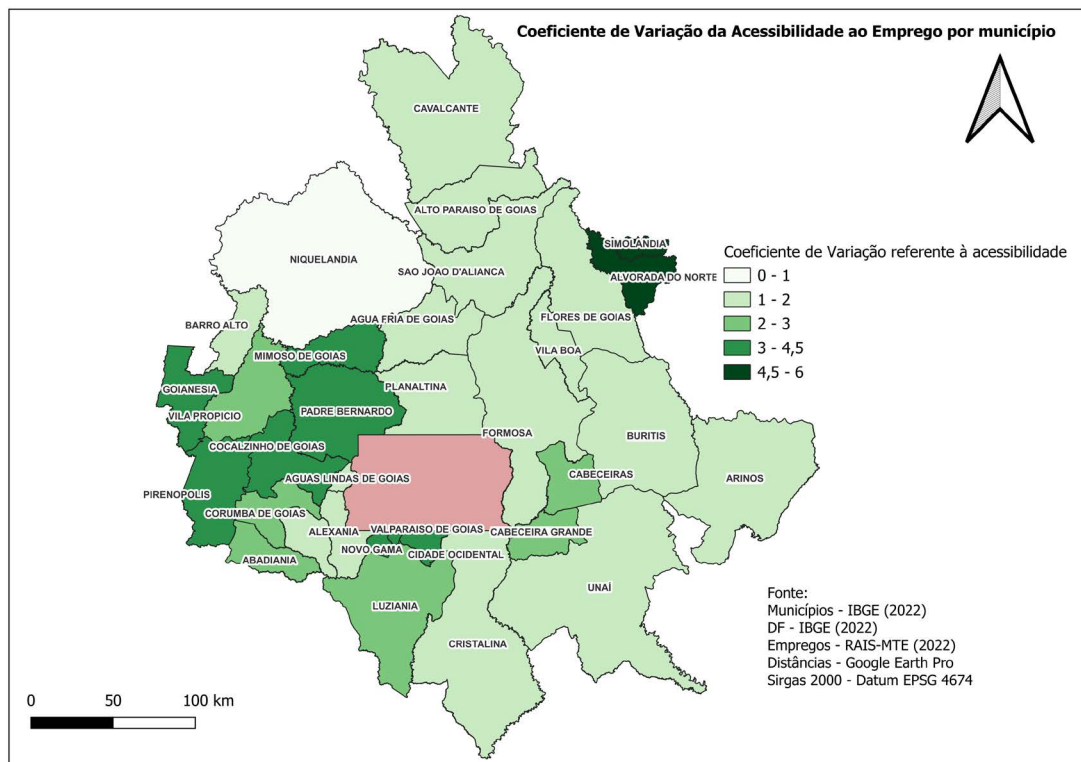 Coeficiente de Variação da Acessibilidade ao Emprego por município
CAVALCANTE
ALTO PARAISO DE GOIAS
SIMOLANDIA
Coeficiente de Variação referente à acessibilidade
NIQUELANDIA
SAO JOAO D'ALIANCA
ALVORADA DO NORTE
0 - 1
1 - 2
2 - 3
3 - 4,5
4,5 - 6
BARRO ALTO
AGUA FRIA DE GOIAS
FLORES DE GOIAS
VILA BOA
MIMOSO DE GOIAS
GOIANESIA
PLANALTINA
VILA PROPICIO
PADRE BERNARDO
FORMOSA
BURITIS
COCALZINHO DE GOIAS
AGUAS LINDAS DE GOIAS
CABECEIRAS
ARINOS
PIRENOPOLIS
CORUMBA DE GOIAS
ALEXANIA
VALPARAISO DE GOIAS
CABECEIRA GRANDE
NOVO GAMA
CIDADE OCIDENTAL
ABADIANIA
UNAÍ
LUZIANIA
CRISTALINA
Fonte:
Municípios - IBGE (2022)
DF - IBGE (2022)
Empregos - RAIS-MTE (2022)
Distâncias - Google Earth Pro
Sirgas 2000 - Datum EPSG 4674
0 50 100 km